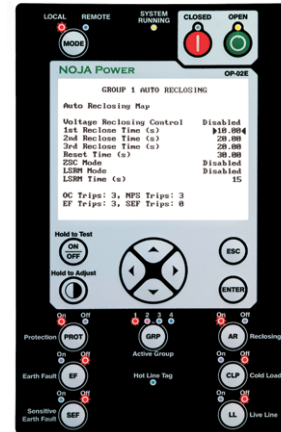 LOCAL REMOTE
SYSTEM RUNNING
CLOSED OPEN
MODE
NOJA POWER
OP-02E
GROUP 1 AUTO RECLOSING
Auto Reclosing Map
Voltage Reclosing Control Disabled
1st Reclose Time (s) 10.00
2nd Reclose Time (s) 20.00
3rd Reclose Time (s) 20.00
Reset Time (s) 30.00
ZSC Mode Disabled
LSRM Mode Disabled
LSRM Time (s) 15
OC Trips: 3, NPS Trips: 3
EF Trips: 3, SEF Trips: 0
Hold to Test
ON OFF
ESC
Hold to Adjust
ENTER
On Off
1 2 3 4
On Off
Protection PROT
GRP
AR Reclosing
Active Group
On Off
On Off
Earth Fault EF
Hot Line Tag
CLP Cold Load
On Off
On Off
Sensitive Earth Fault SEF
LL Live Line